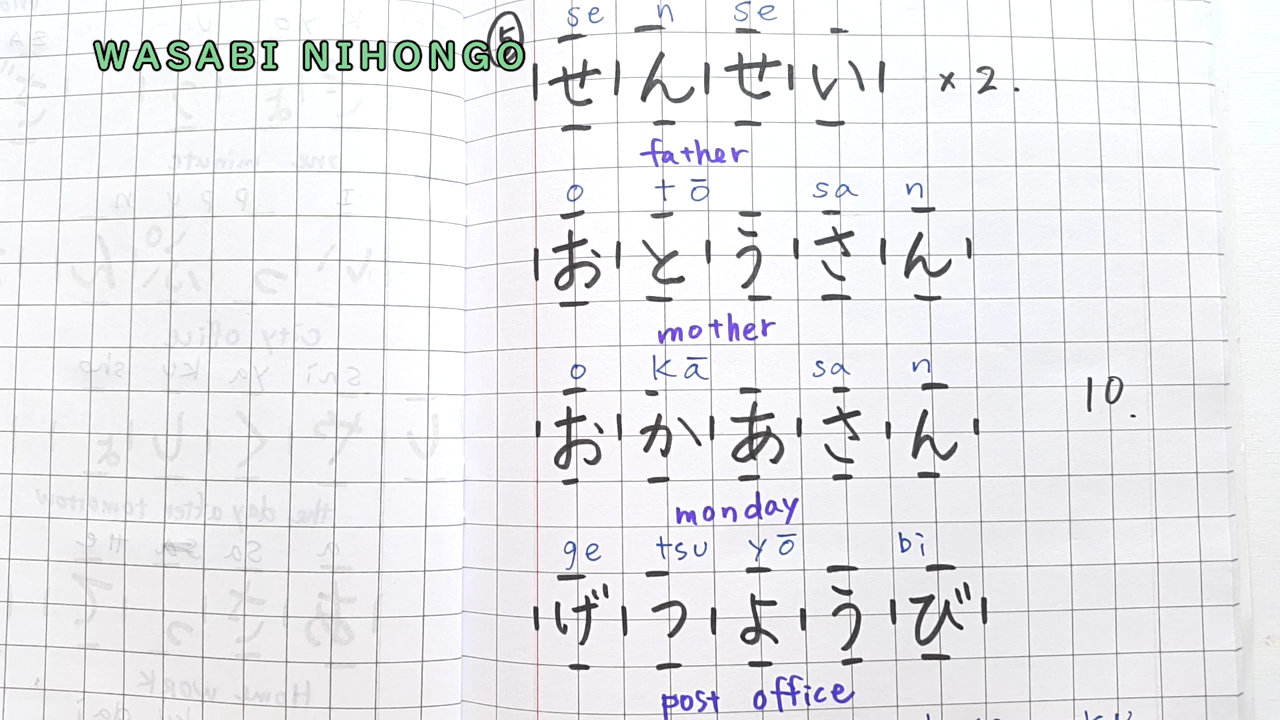 se n se
WASABI NIHONGO
⑤
せんせい ×2.
father
o tō sa n
おとうさん
mother
o kā sa n
おかあさん
10.
monday
ge tsu yō bi
げつようび
post office